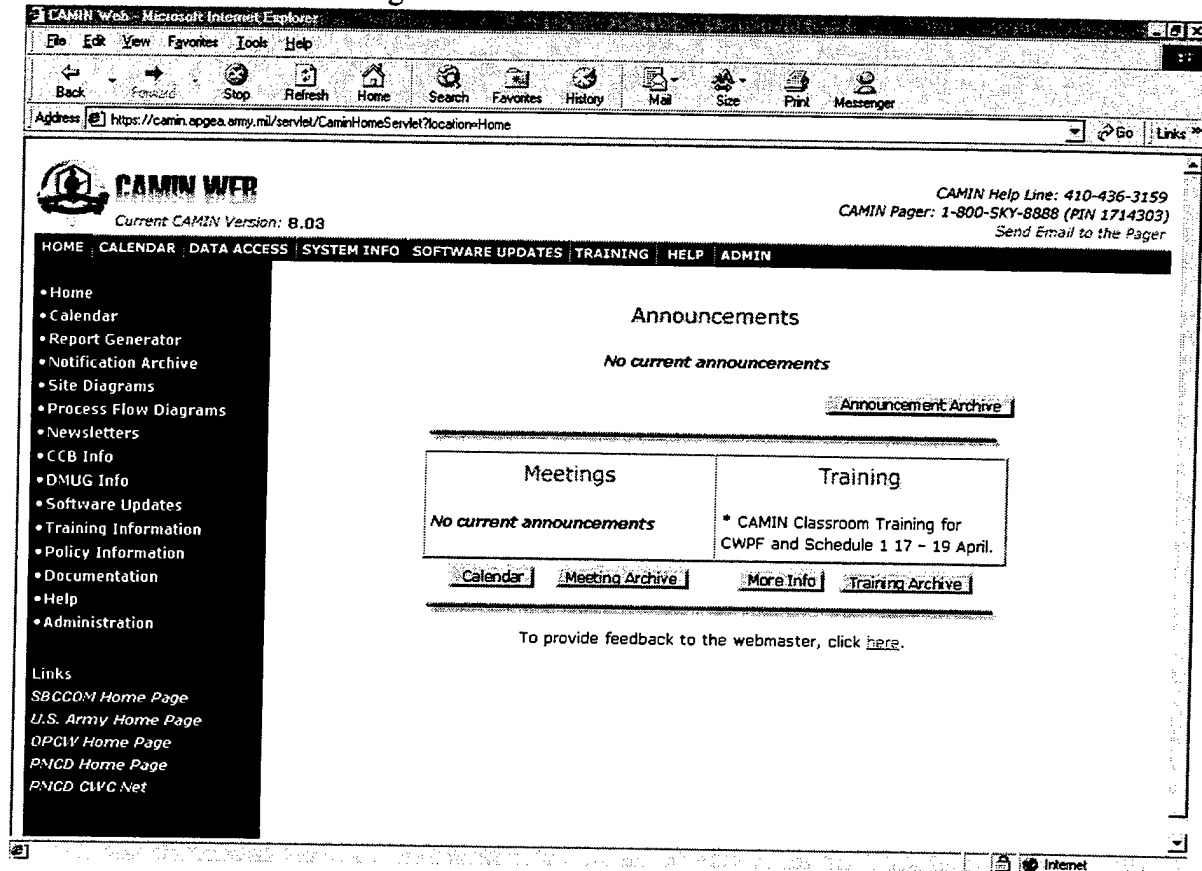 CAMIN Web - Microsoft Internet Explorer
File Edit View Favorites Tools Help
Back Forward Stop Refresh Home Search Favorites History Mail Size Print Messenger
Address https://camin.apgea.army.mil/servlet/CaminHomeServlet?location=Home Go Links »
CAMIN WEB
Current CAMIN Version: 8.03
CAMIN Help Line: 410-436-3159
CAMIN Pager: 1-800-SKY-8888 (PIN 1714303)
Send Email to the Pager
HOME CALENDAR DATA ACCESS SYSTEM INFO SOFTWARE UPDATES TRAINING HELP ADMIN
• Home
• Calendar
• Report Generator
• Notification Archive
• Site Diagrams
• Process Flow Diagrams
• Newsletters
• CCB Info
• DMUG Info
• Software Updates
• Training Information
• Policy Information
• Documentation
• Help
• Administration
Links
SBCCOM Home Page
U.S. Army Home Page
OPCW Home Page
PMCD Home Page
PMCD CWC Net
Announcements
No current announcements
Announcement Archive
Meetings
No current announcements
Training
* CAMIN Classroom Training for
CWPF and Schedule 1 17 - 19 April.
Calendar Meeting Archive More Info Training Archive
To provide feedback to the webmaster, click here.
Internet